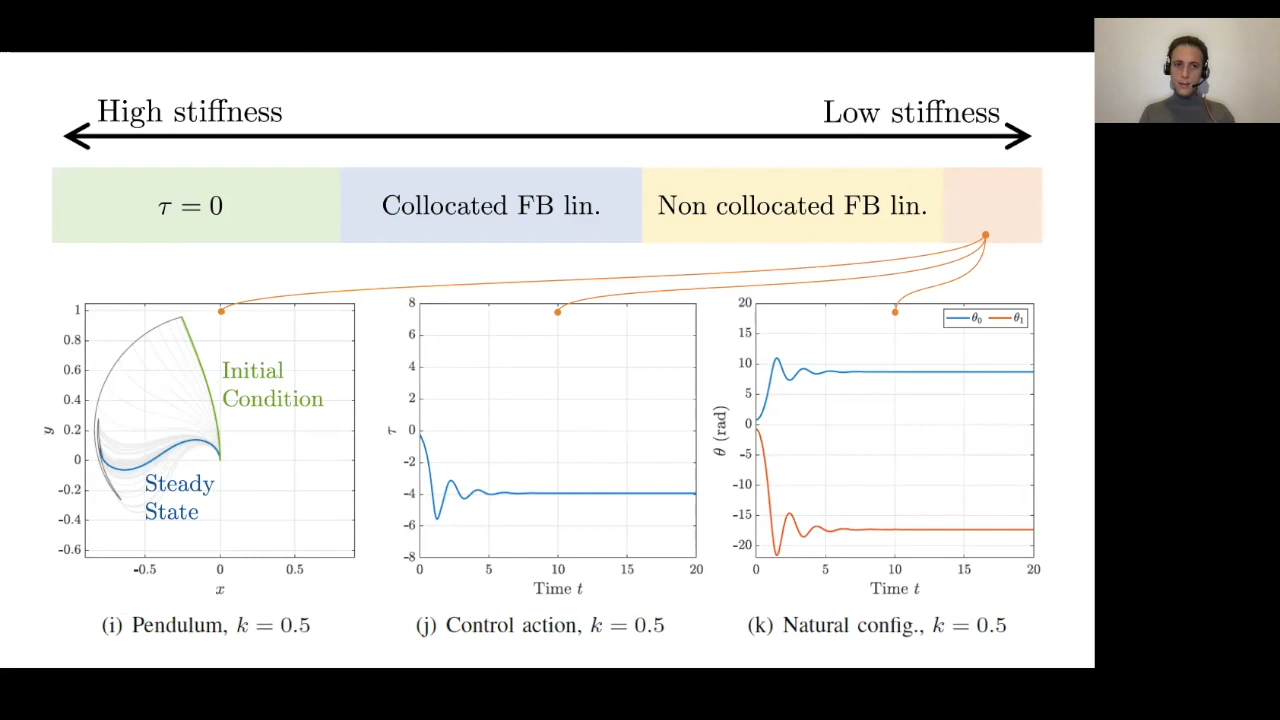 High stiffness
Low stiffness
τ = 0
Collocated FB lin.
Non collocated FB lin.
1
0.8
0.6
0.4
0.2
0
-0.2
-0.4
-0.6
y
-0.5
0
0.5
x
Initial
Condition
Steady
State
8
6
4
2
0
-2
-4
-6
-8
τ
0
5
10
15
20
Time t
20
15
10
5
0
-5
-10
-15
-20
θ (rad)
θ₀
θ₁
0
5
10
15
20
Time t
(i) Pendulum, k = 0.5
(j) Control action, k = 0.5
(k) Natural config., k = 0.5